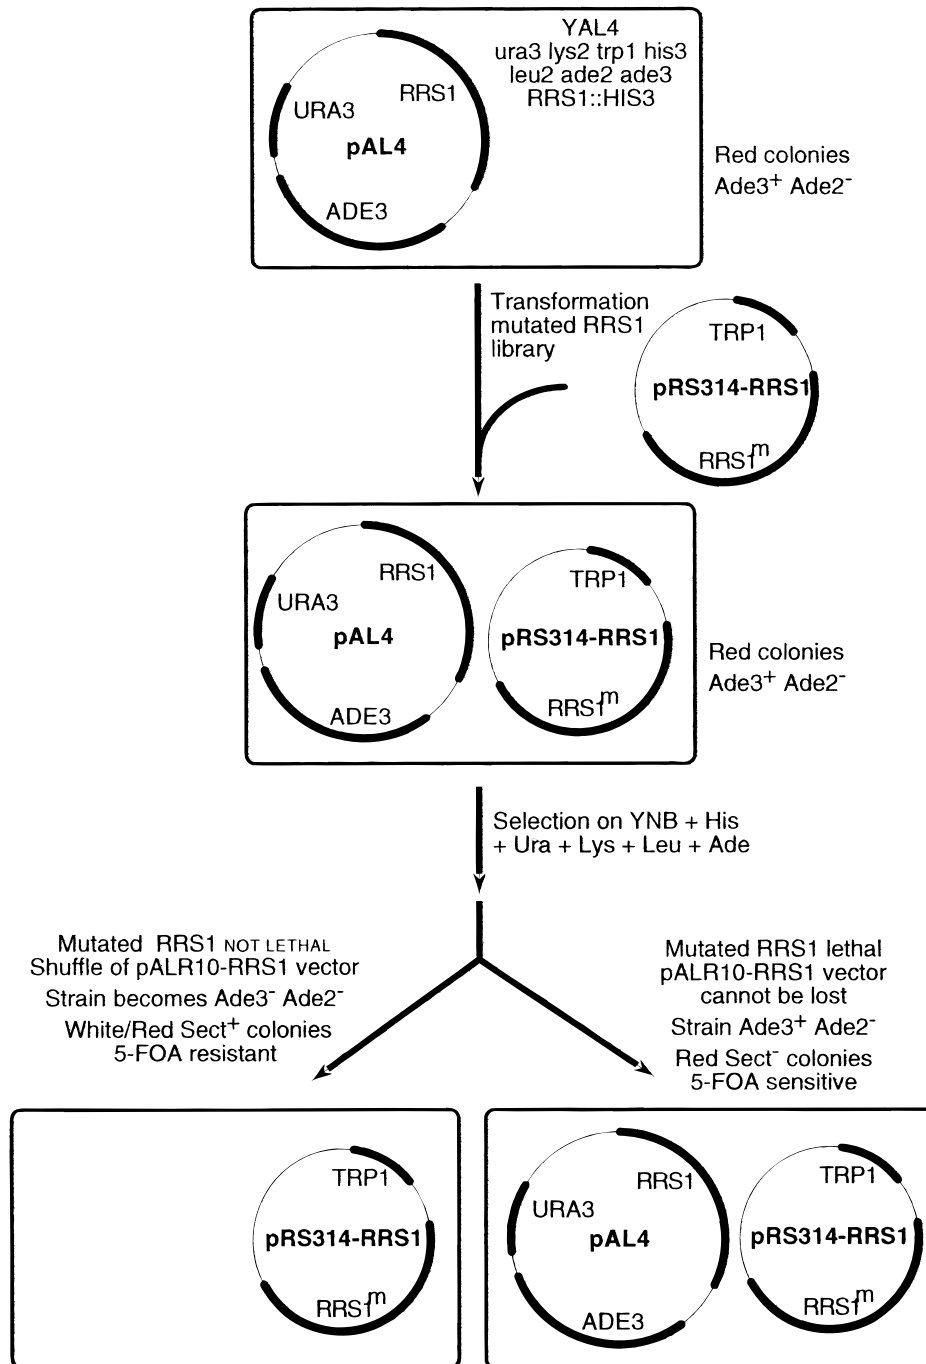 YAL4
ura3 lys2 trp1 his3
leu2 ade2 ade3
RRS1::HIS3
RRS1
URA3
pAL4
ADE3
Red colonies
Ade3+ Ade2-
Transformation
mutated RRS1
library
TRP1
pRS314-RRS1
RRS1m
RRS1
URA3
pAL4
ADE3
TRP1
pRS314-RRS1
RRS1m
Red colonies
Ade3+ Ade2-
Selection on YNB + His
+ Ura + Lys + Leu + Ade
Mutated RRS1 NOT LETHAL
Shuffle of pALR10-RRS1 vector
Strain becomes Ade3- Ade2-
White/Red Sect+ colonies
5-FOA resistant
Mutated RRS1 lethal
pALR10-RRS1 vector
cannot be lost
Strain Ade3+ Ade2-
Red Sect- colonies
5-FOA sensitive
TRP1
pRS314-RRS1
RRS1m
RRS1
URA3
pAL4
ADE3
TRP1
pRS314-RRS1
RRS1m